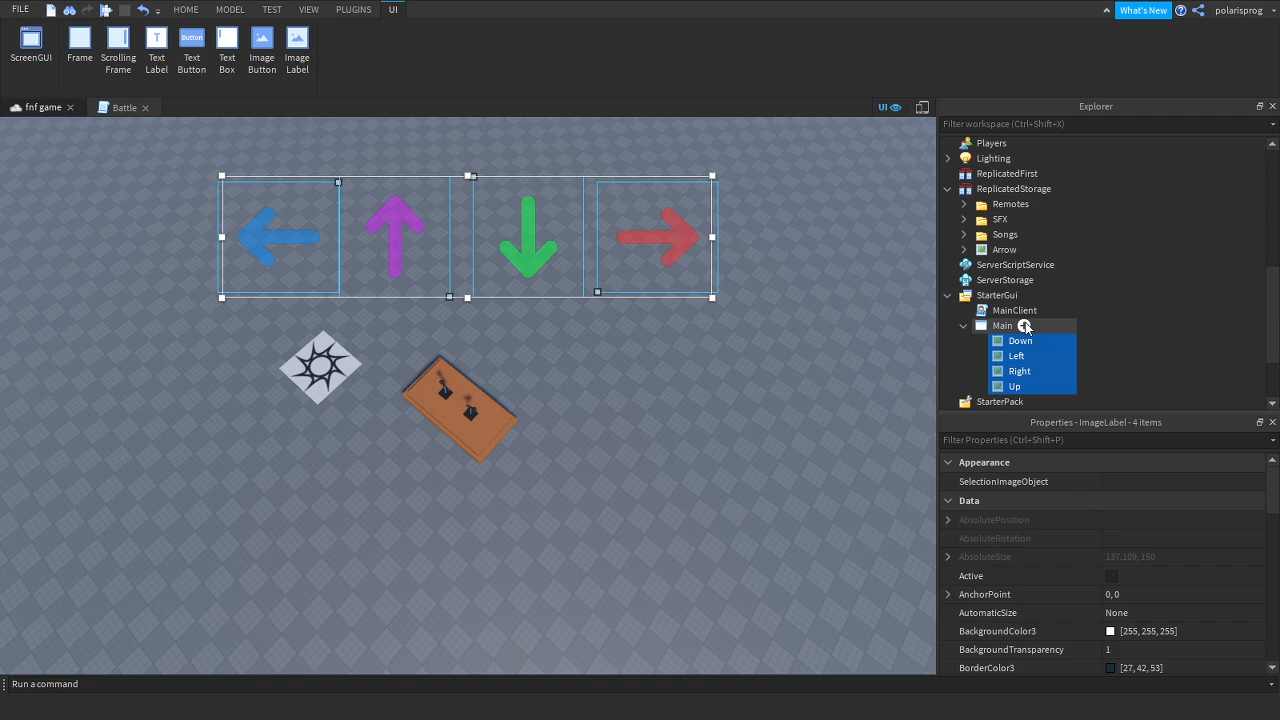 FILE
HOME MODEL TEST VIEW PLUGINS UI
What's New
polarisprog
ScreenGUI
Frame
Scrolling
Frame
T
Text
Label
Button
Text
Button
Text
Box
Image
Button
Image
Label
fnf game
Battle
UI
Explorer
Filter workspace (Ctrl+Shift+X)
Players
Lighting
ReplicatedFirst
ReplicatedStorage
Remotes
SFX
Songs
Arrow
ServerScriptService
ServerStorage
StarterGui
MainClient
Main
Down
Left
Right
Up
StarterPack
Properties - ImageLabel - 4 items
Filter Properties (Ctrl+Shift+P)
Appearance
SelectionImageObject
Data
AbsolutePosition
AbsoluteRotation
AbsoluteSize 137.109, 150
Active
AnchorPoint 0, 0
AutomaticSize None
BackgroundColor3 [255, 255, 255]
BackgroundTransparency 1
BorderColor3 [27, 42, 53]
Run a command